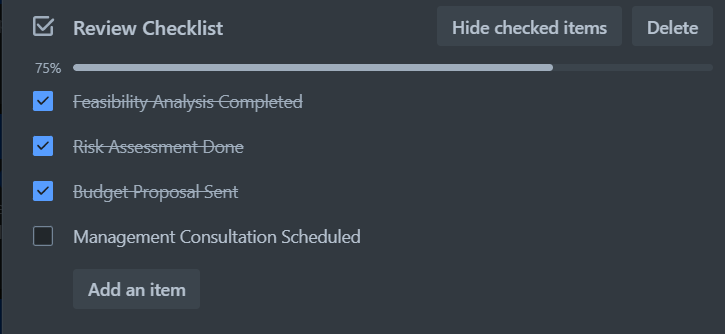 Review Checklist Hide checked items Delete
75%
Feasibility Analysis Completed
Risk Assessment Done
Budget Proposal Sent
Management Consultation Scheduled
Add an item